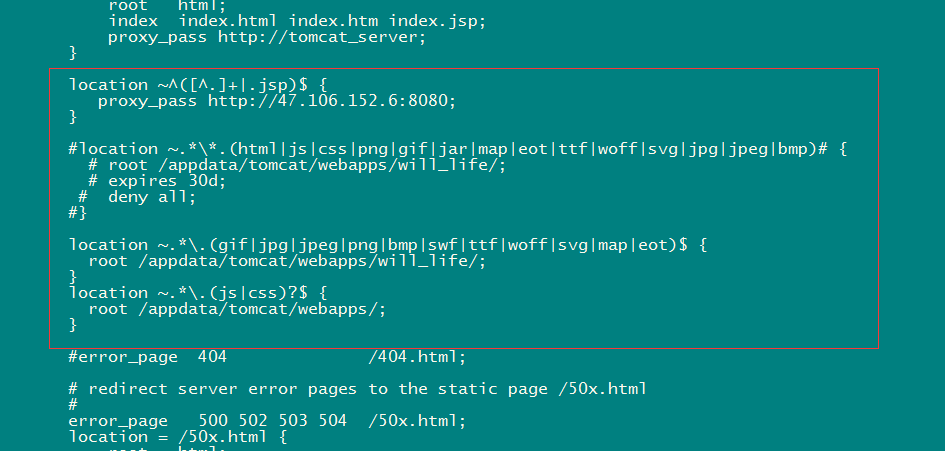 root   html;
index  index.html index.htm index.jsp;
proxy_pass http://tomcat_server;
}
location ~^([^.]+|.jsp)$ {
proxy_pass http://47.106.152.6:8080;
}
#location ~.*\*.(html|js|css|png|gif|jar|map|eot|ttf|woff|svg|jpg|jpeg|bmp)# {
# root /appdata/tomcat/webapps/will_life/;
# expires 30d;
#  deny all;
#}
location ~.*\.(gif|jpg|jpeg|png|bmp|swf|ttf|woff|svg|map|eot)$ {
root /appdata/tomcat/webapps/will_life/;
}
location ~.*\.(js|css)?$ {
root /appdata/tomcat/webapps/;
}
#error_page  404              /404.html;
# redirect server error pages to the static page /50x.html
#
error_page   500 502 503 504  /50x.html;
location = /50x.html {
root   html;